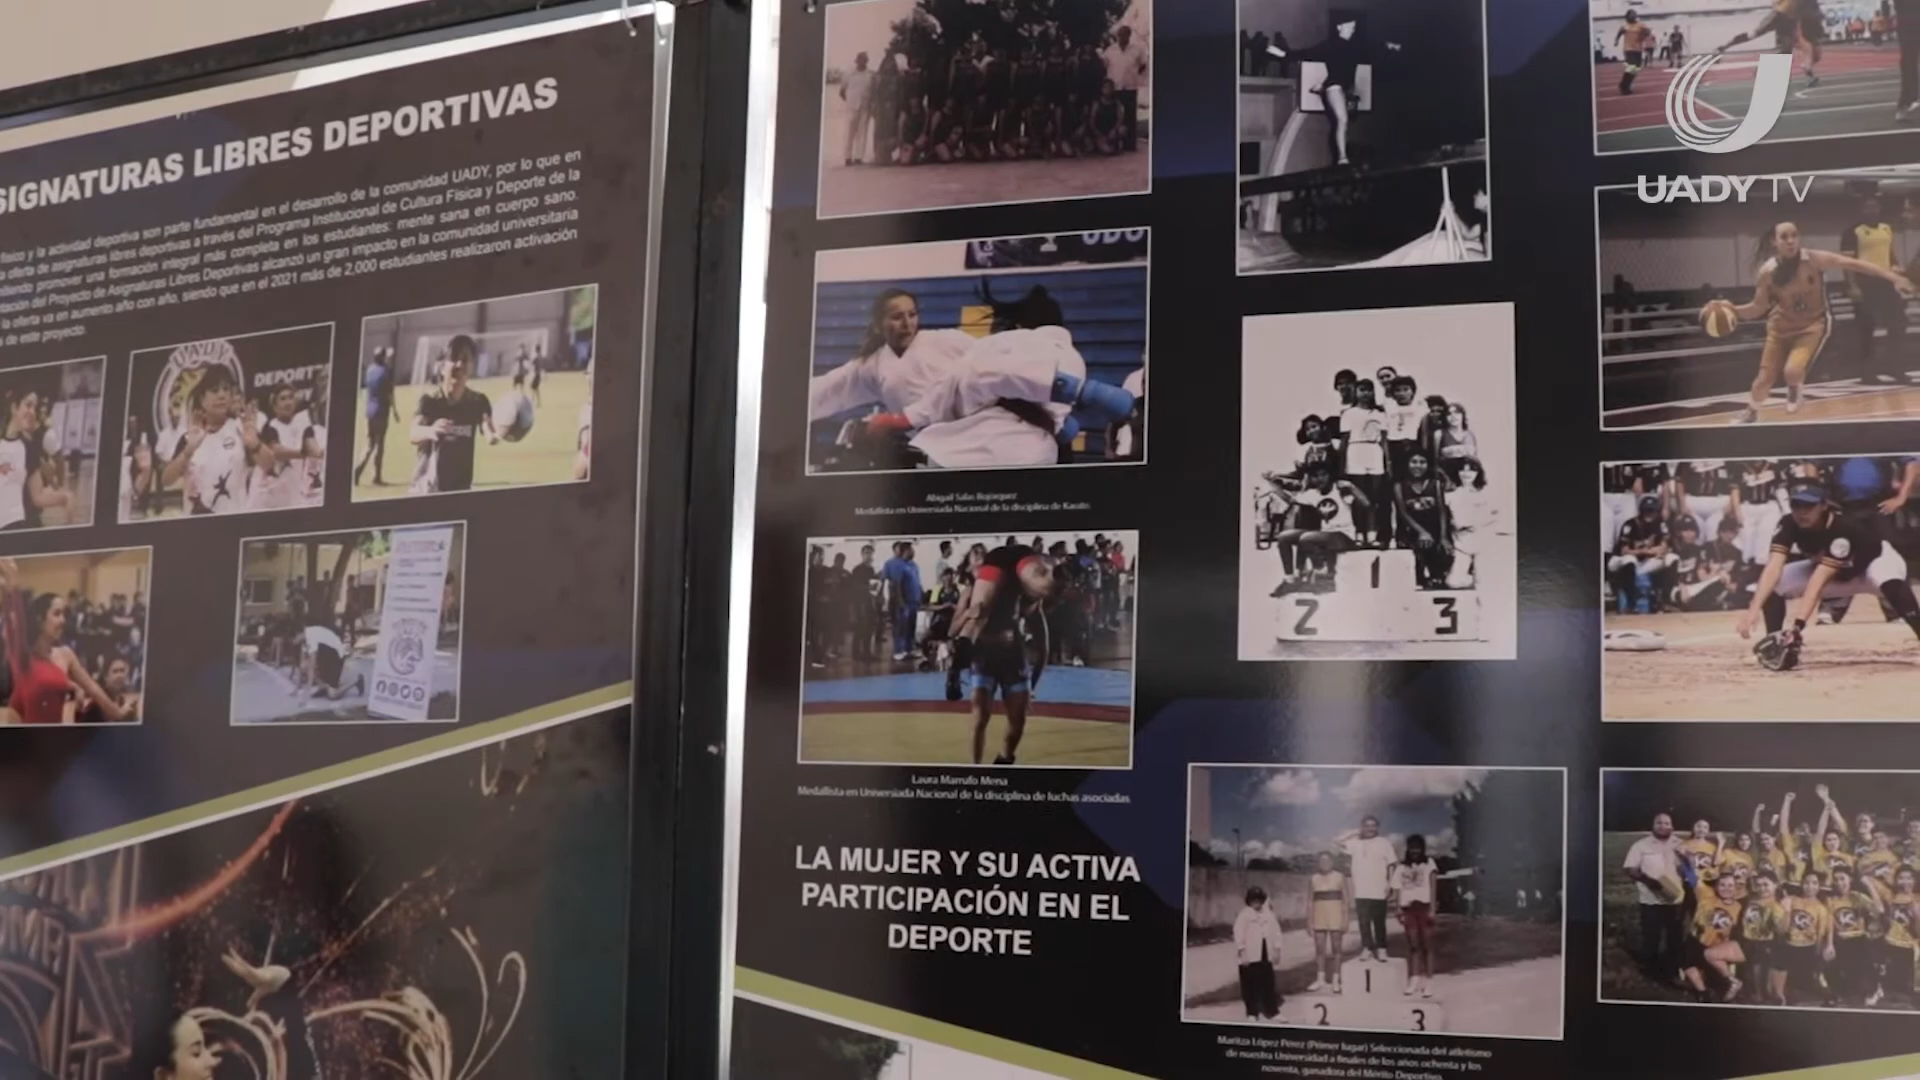 SIGNATURAS LIBRES DEPORTIVAS
físico y la actividad deportiva son parte fundamental en el desarrollo de la comunidad UADY, por lo que en
a oferta de asignaturas libres deportivas a través del Programa Institucional de Cultura Física y Deporte de la
mitiendo promover una formación integral más completa en los estudiantes: mente sana en cuerpo sano.
tación del Proyecto de Asignaturas Libres Deportivas alcanzó un gran impacto en la comunidad universitaria
la oferta va en aumento año con año, siendo que en el 2021 más de 2,000 estudiantes realizaron activación
s de este proyecto.
UADY
DEPORT
Abigail Salas Bojorquez
Medallista en Universiada Nacional de la disciplina de Karate
Laura Marrufo Mena
Medallista en Universiada Nacional de la disciplina de luchas asociadas
LA MUJER Y SU ACTIVA
PARTICIPACIÓN EN EL
DEPORTE
1
2 3
1
2 3
Maritza López Pérez (Primer lugar) Seleccionada del atletismo
de nuestra Universidad a finales de los años ochenta y los
noventa, ganadora del Mérito Deportivo.
UADY TV